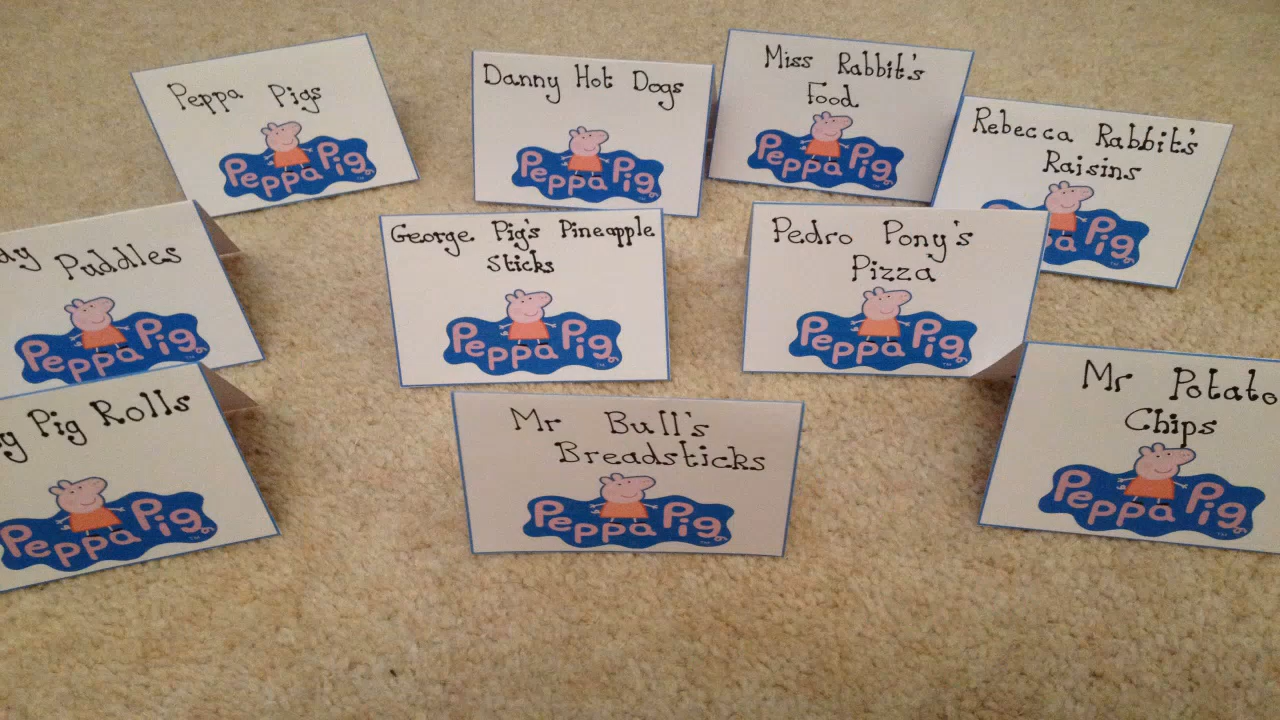 Peppa Pigs
Peppa Pig
Danny Hot Dogs
Peppa Pig
Miss Rabbit's
Food
Peppa Pig
Rebecca Rabbit's
Raisins
Pig
Puddles
Peppa Pig
George Pig's Pineapple
Sticks
Peppa Pig
Pedro Pony's
Pizza
Peppa Pig
Pig Rolls
Peppa Pig
Mr Bull's
Breadsticks
Peppa Pig
Mr Potato
Chips
Peppa Pig